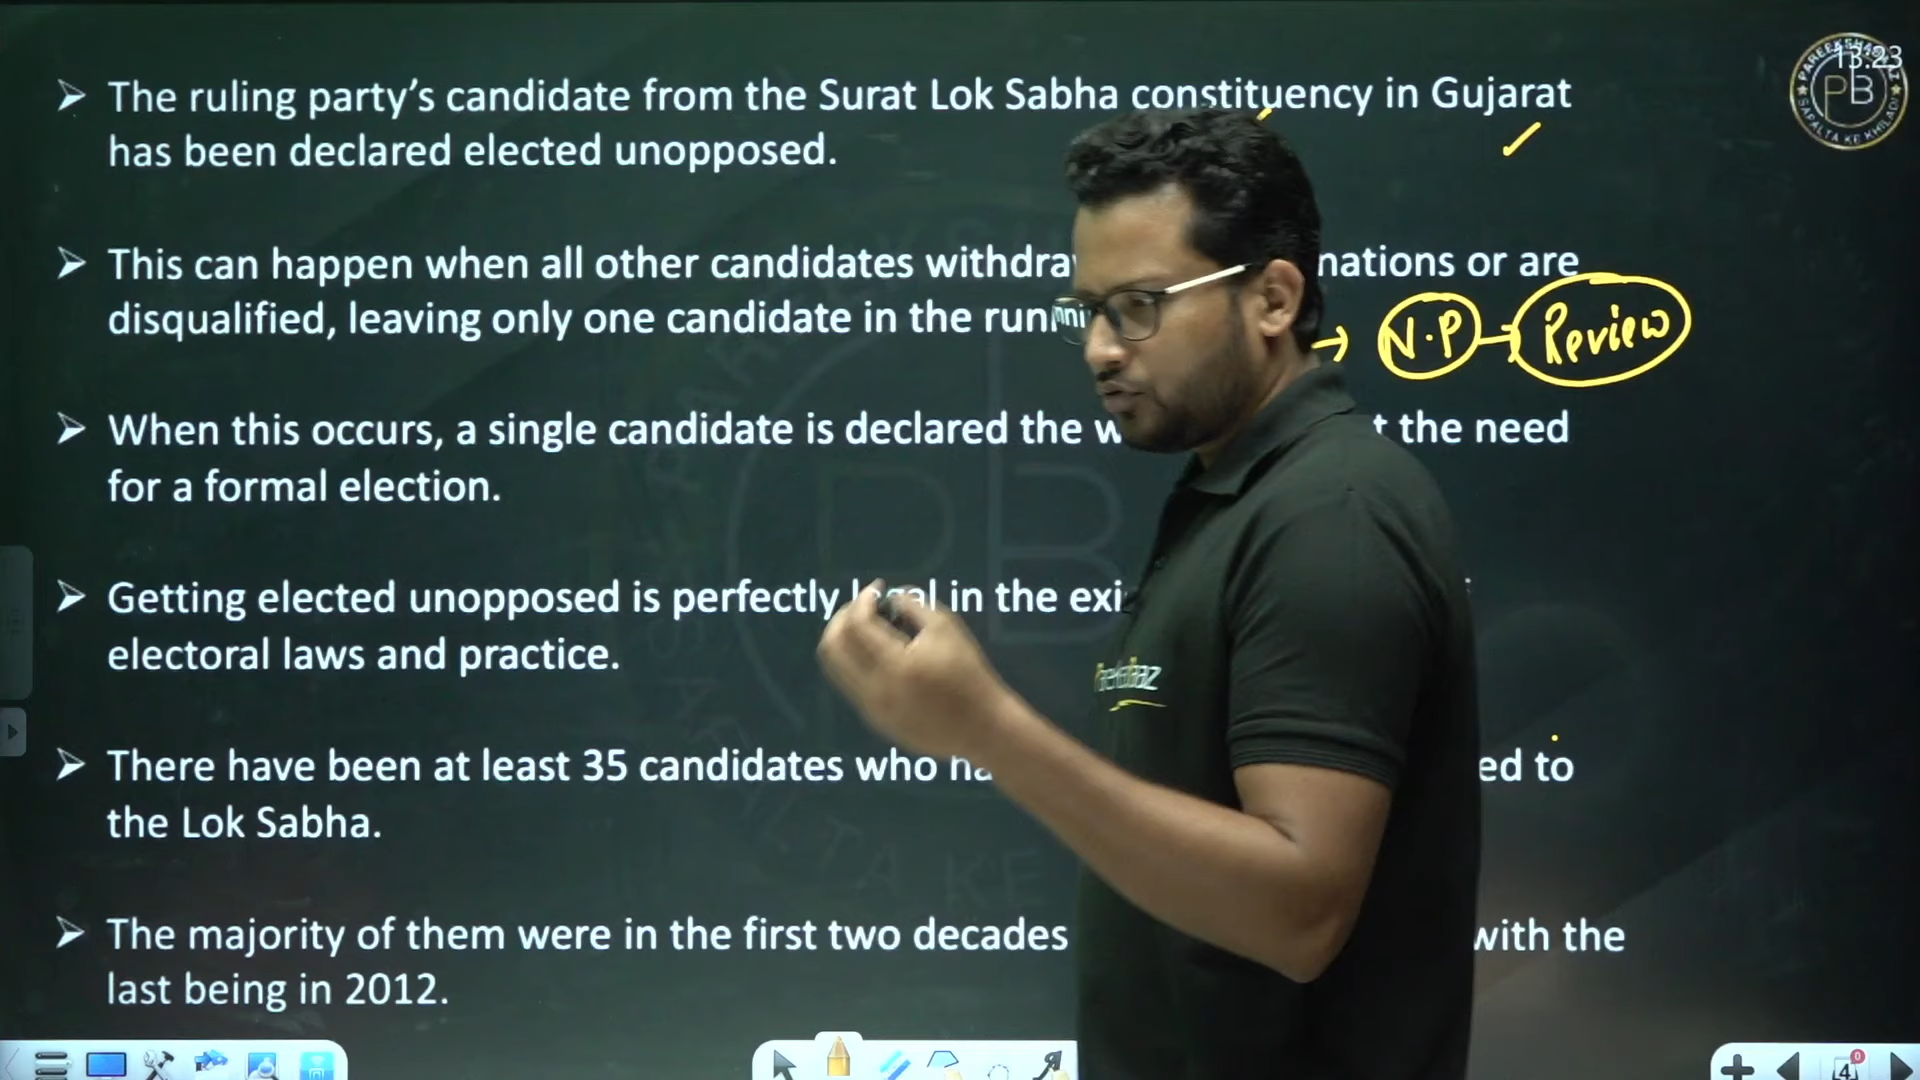 13:23
PB
➢ The ruling party’s candidate from the Surat Lok Sabha constituency in Gujarat
has been declared elected unopposed.
➢ This can happen when all other candidates nations or are
disqualified, leaving only one candidate in the
→ N.P → Review
➢ When this occurs, a single candidate is declared the t the need
for a formal election.
➢ Getting elected unopposed is perfectly legal in the
electoral laws and practice.
➢ There have been at least 35 candidates who ed to
the Lok Sabha.
➢ The majority of them were in the first two decades with the
last being in 2012.
4
0